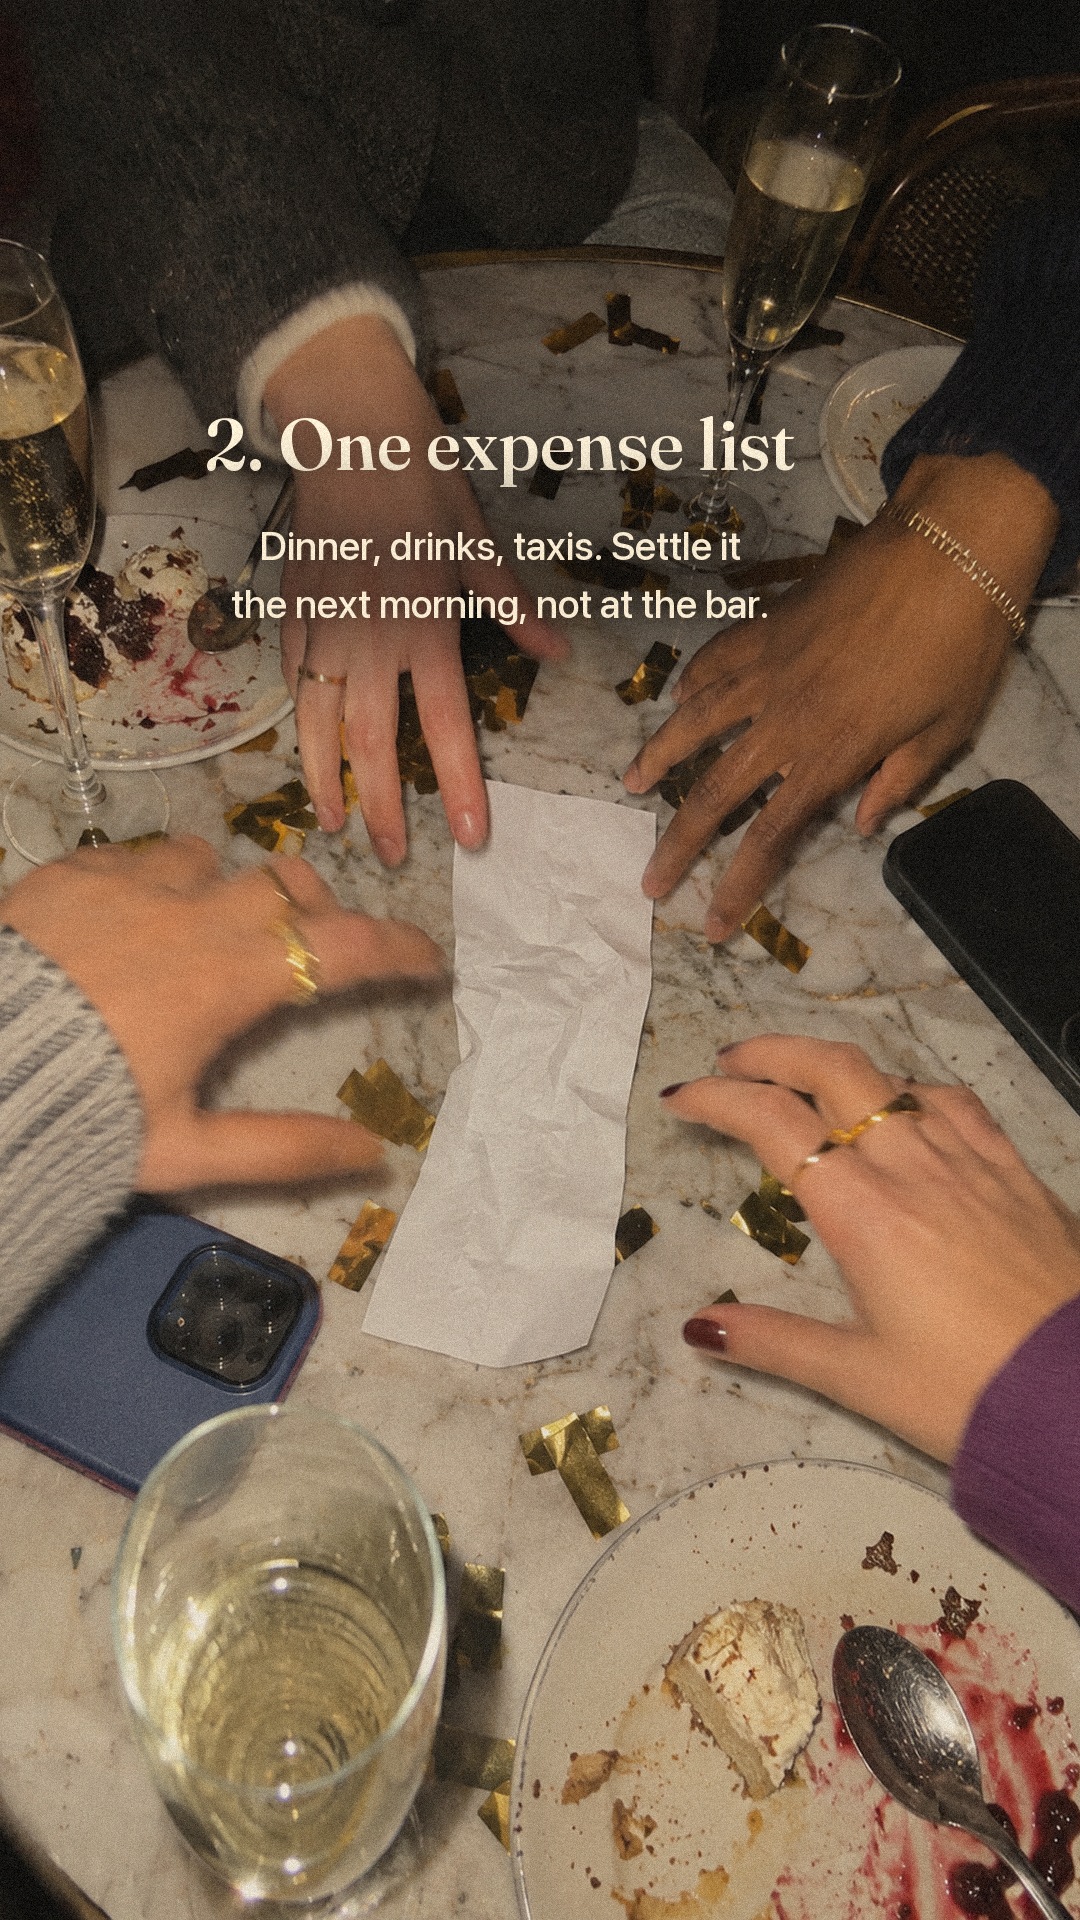 2. One expense list
Dinner, drinks, taxis. Settle it
the next morning, not at the bar.